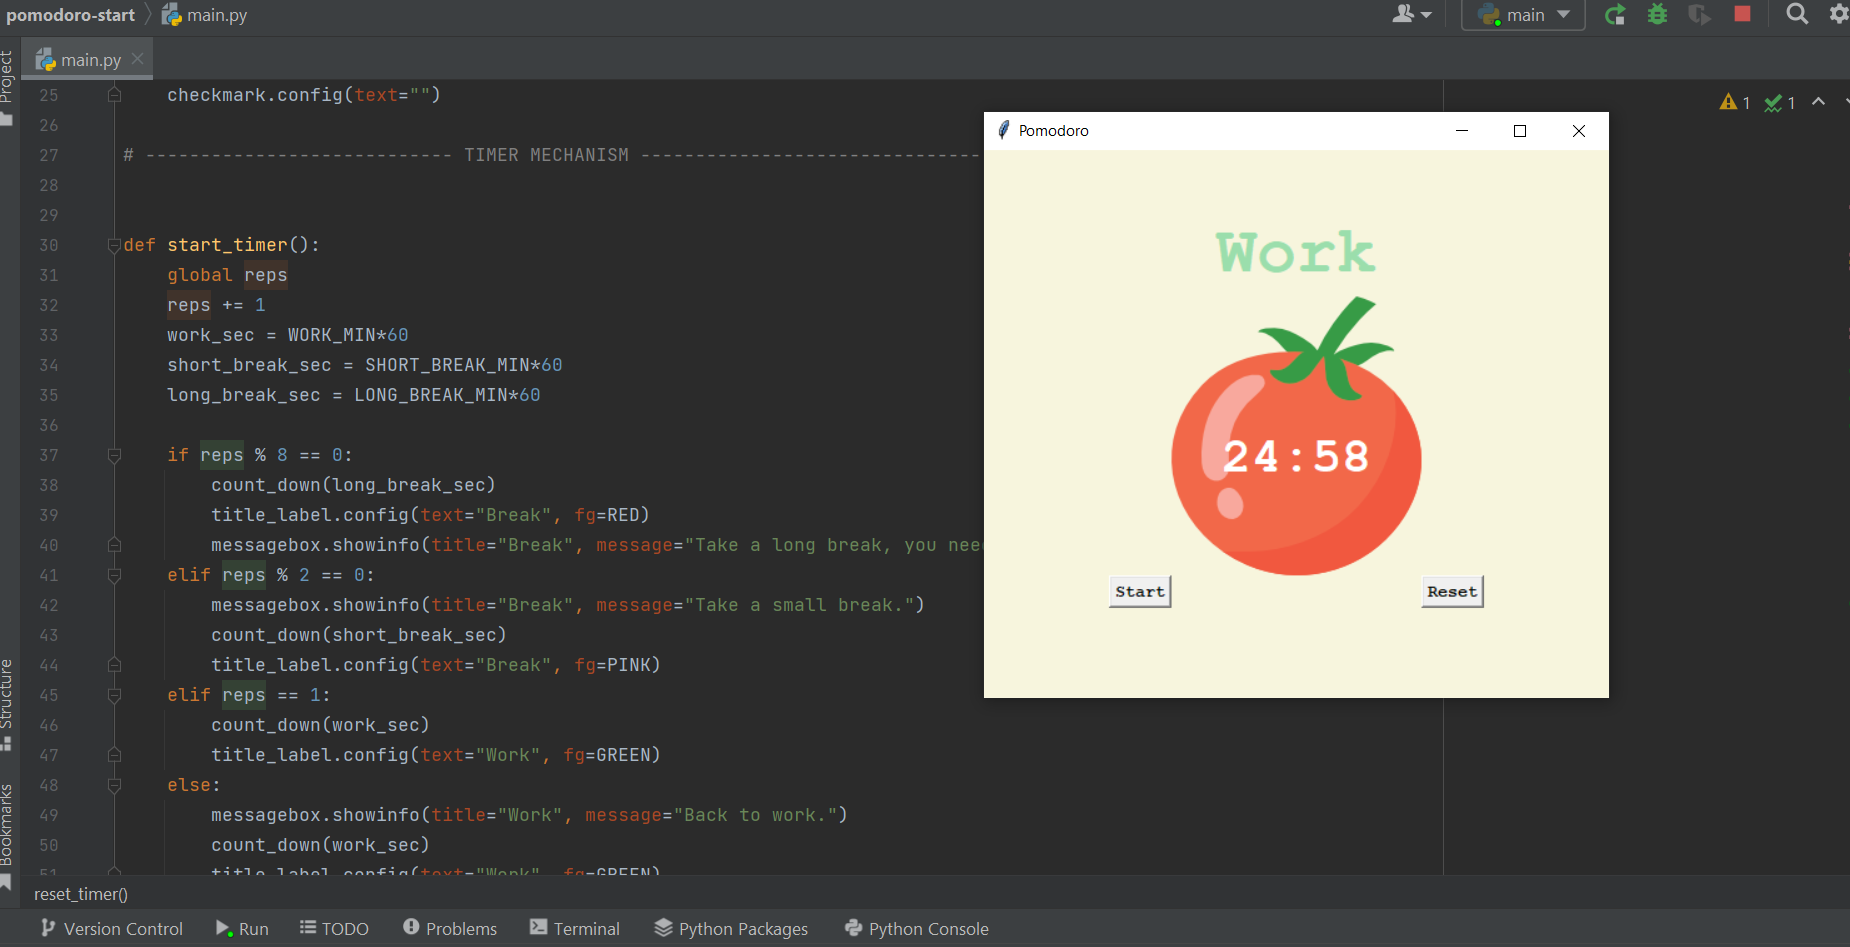 pomodoro-start
main.py
main
main.py
Project
1
1
25 checkmark.config(text="")
26
27 # ---------------------------- TIMER MECHANISM -------------------------------
28
29
30 def start_timer():
31 global reps
32 reps += 1
33 work_sec = WORK_MIN*60
34 short_break_sec = SHORT_BREAK_MIN*60
35 long_break_sec = LONG_BREAK_MIN*60
36
37 if reps % 8 == 0:
38 count_down(long_break_sec)
39 title_label.config(text="Break", fg=RED)
40 messagebox.showinfo(title="Break", message="Take a long break, you nee
41 elif reps % 2 == 0:
42 messagebox.showinfo(title="Break", message="Take a small break.")
43 count_down(short_break_sec)
44 title_label.config(text="Break", fg=PINK)
45 elif reps == 1:
46 count_down(work_sec)
47 title_label.config(text="Work", fg=GREEN)
48 else:
49 messagebox.showinfo(title="Work", message="Back to work.")
50 count_down(work_sec)
51 title_label.config(text="Work", fg=GREEN)
Pomodoro
Work
24:58
Start
Reset
Structure
Bookmarks
reset_timer()
Version Control
Run
TODO
Problems
Terminal
Python Packages
Python Console